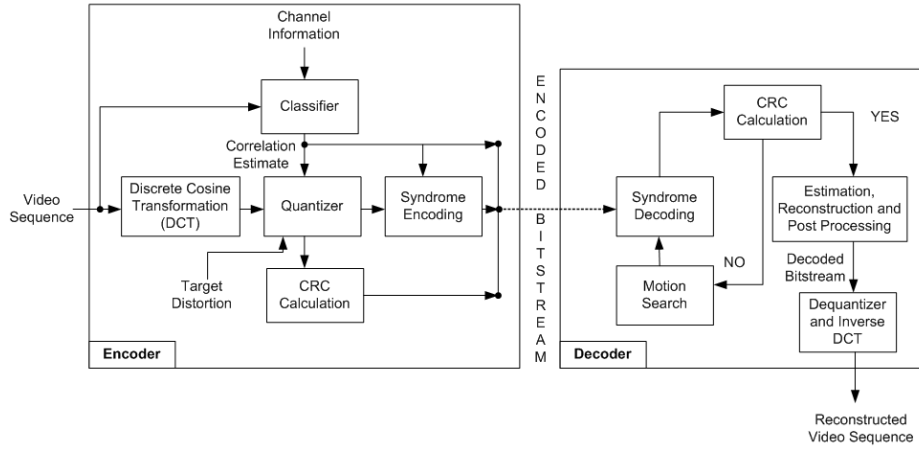 Channel
Information
Classifier
Correlation
Estimate
Video
Sequence
Discrete Cosine
Transformation
(DCT)
Quantizer
Syndrome
Encoding
Target
Distortion
CRC
Calculation
Encoder
ENCODED BITSTREAM
CRC
Calculation
YES
Syndrome
Decoding
Estimation,
Reconstruction and
Post Processing
NO
Decoded
Bitstream
Motion
Search
Dequantizer
and Inverse
DCT
Decoder
Reconstructed
Video Sequence